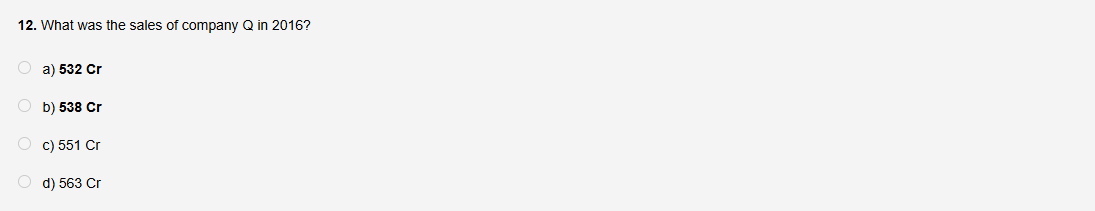 12. What was the sales of company Q in 2016?
a) 532 Cr
b) 538 Cr
c) 551 Cr
d) 563 Cr